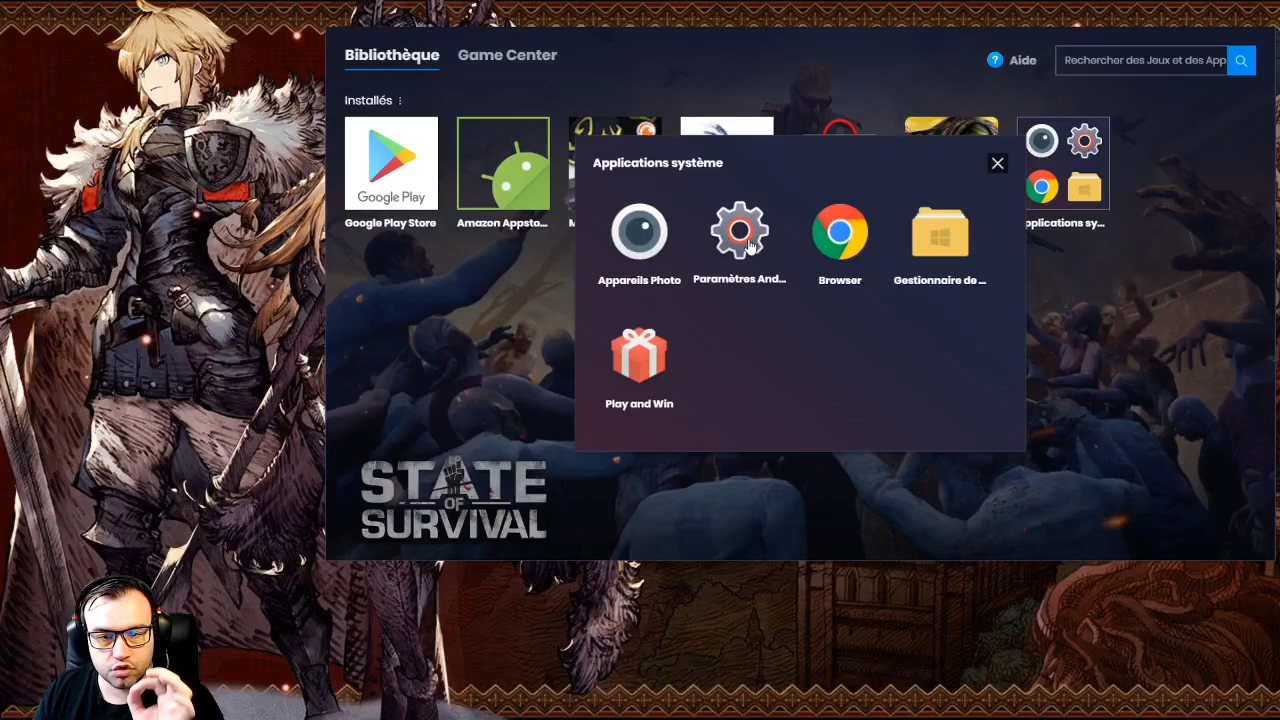 Bibliothèque Game Center
? Aide Rechercher des Jeux et des App
Installés
Google Play
Google Play Store Amazon Appsto... pplications sy...
Applications système
Appareils Photo Paramètres And... Browser Gestionnaire de ...
Play and Win
STATE
OF
SURVIVAL